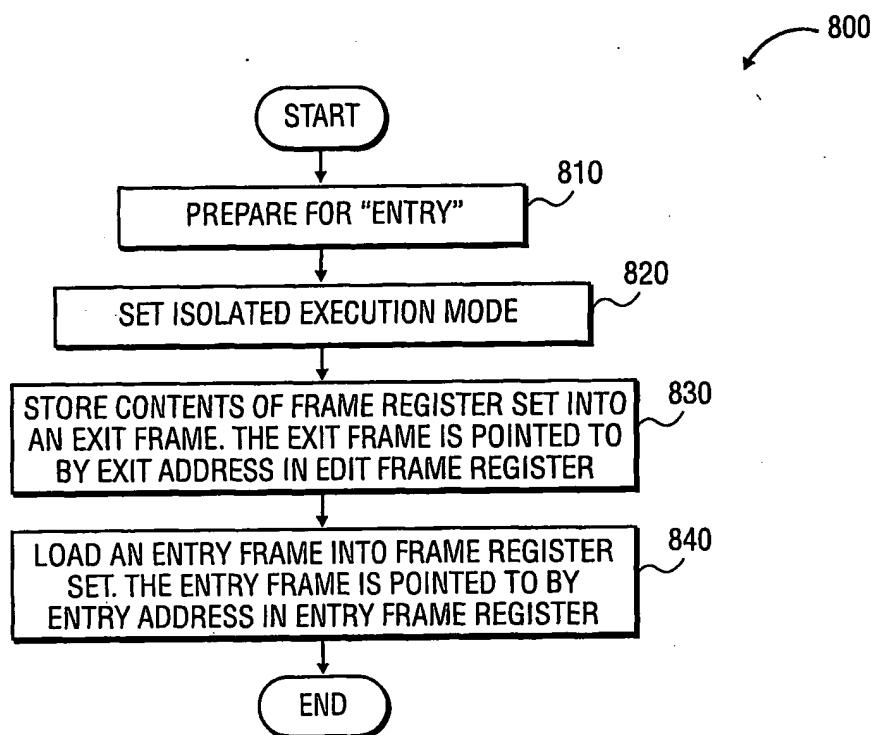 800
START
810
PREPARE FOR “ENTRY”
820
SET ISOLATED EXECUTION MODE
830
STORE CONTENTS OF FRAME REGISTER SET INTO
AN EXIT FRAME. THE EXIT FRAME IS POINTED TO
BY EXIT ADDRESS IN EDIT FRAME REGISTER
840
LOAD AN ENTRY FRAME INTO FRAME REGISTER
SET. THE ENTRY FRAME IS POINTED TO BY
ENTRY ADDRESS IN ENTRY FRAME REGISTER
END